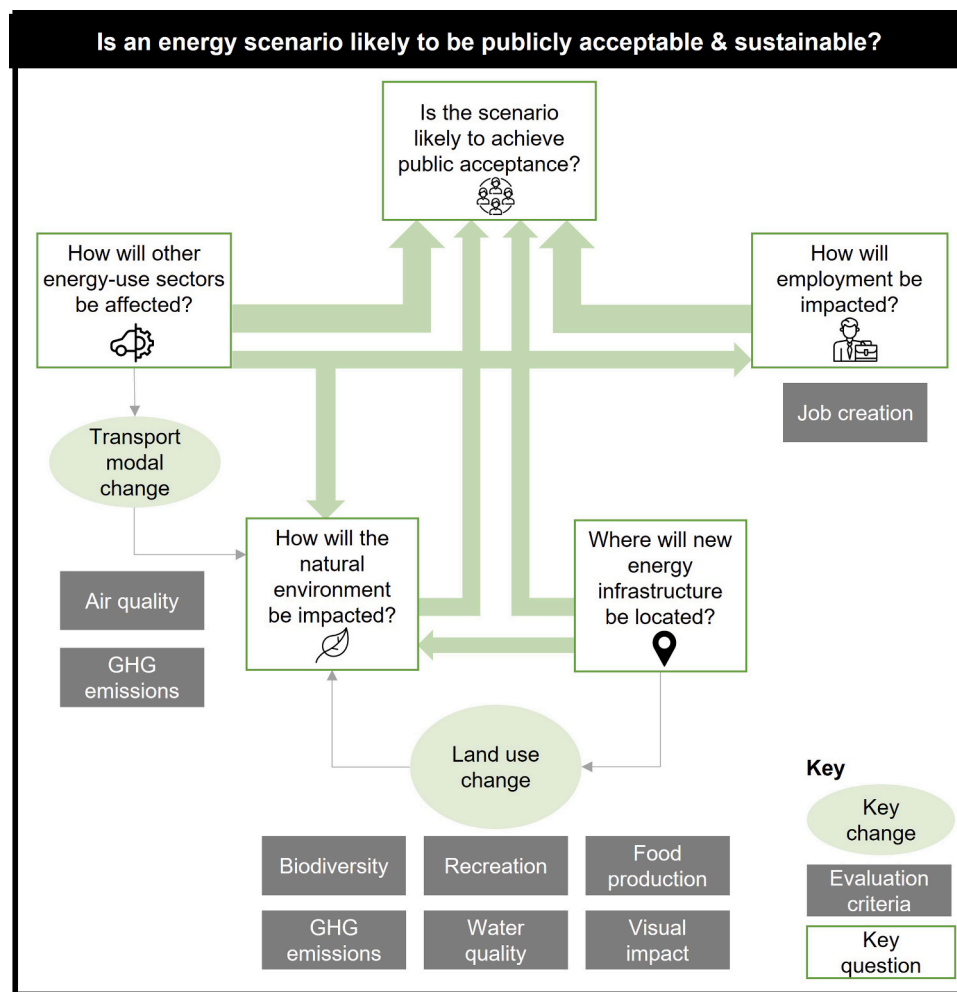 Is an energy scenario likely to be publicly acceptable & sustainable?
Is the scenario
likely to achieve
public acceptance?
How will other
energy-use sectors
be affected?
How will
employment be
impacted?
Job creation
Transport
modal
change
How will the
natural
environment
be impacted?
Where will new
energy
infrastructure
be located?
Air quality
GHG
emissions
Land use
change
Biodiversity
Recreation
Food
production
GHG
emissions
Water
quality
Visual
impact
Key
Key
change
Evaluation
criteria
Key
question